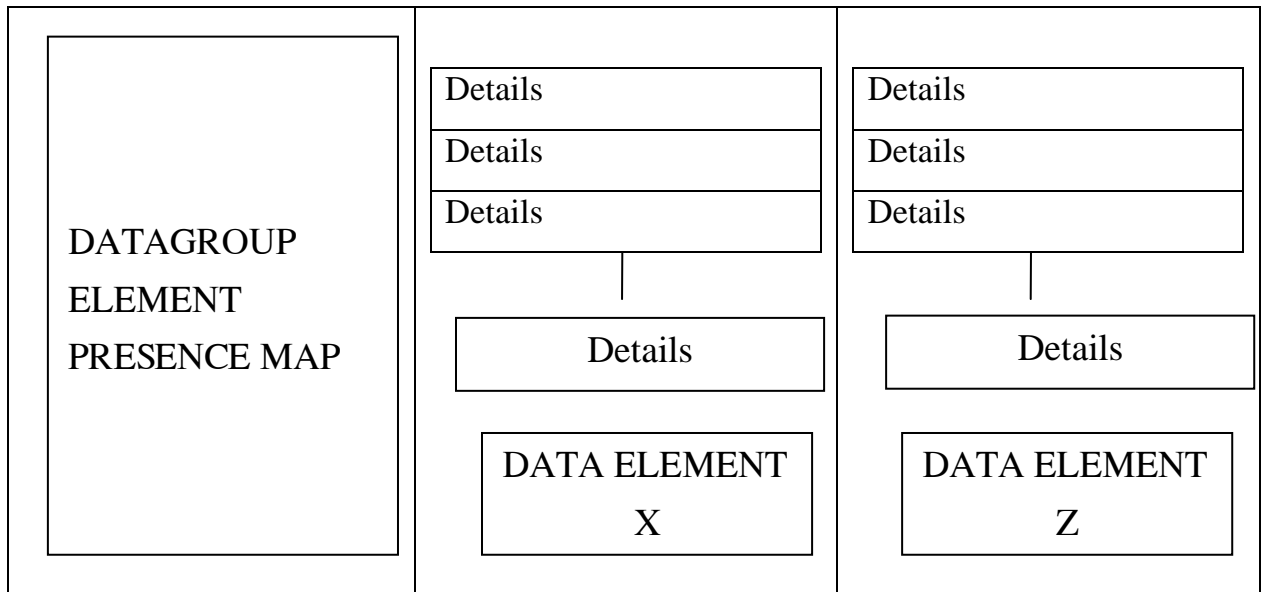 DATAGROUP
ELEMENT
PRESENCE MAP
Details
Details
Details
Details
DATA ELEMENT
X
Details
Details
Details
Details
DATA ELEMENT
Z